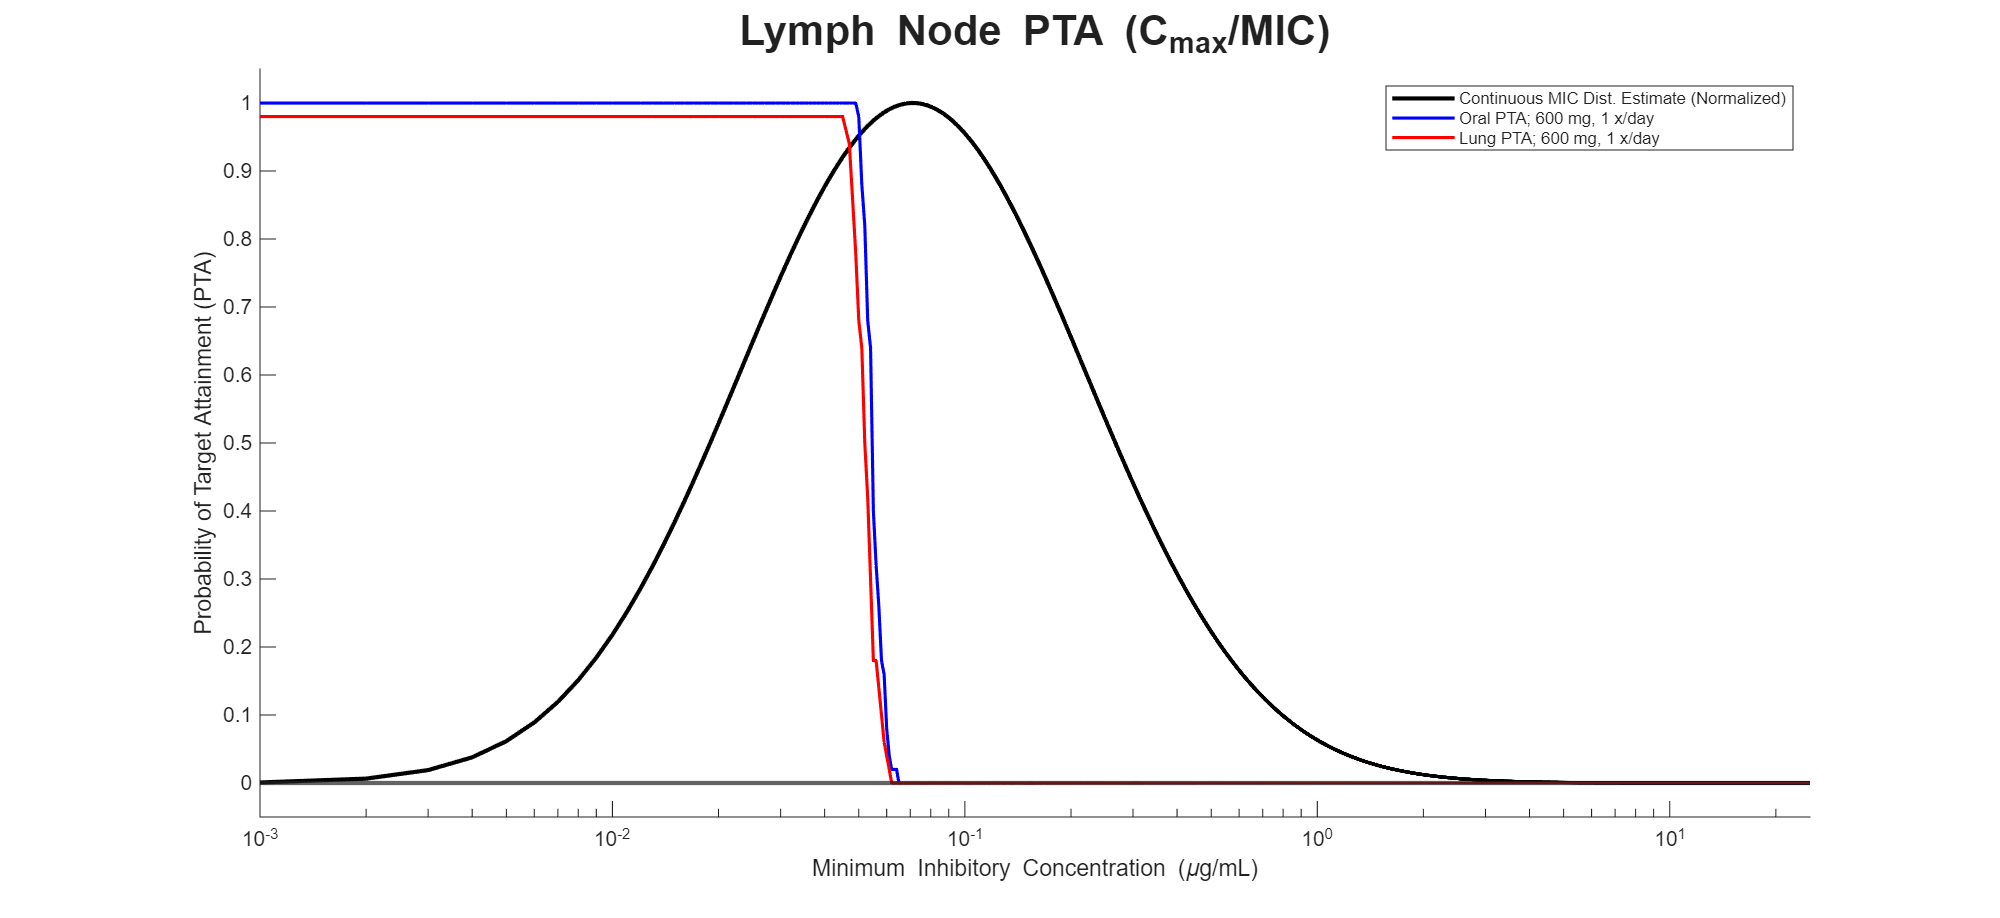 Lymph Node PTA (Cmax/MIC)
Continuous MIC Dist. Estimate (Normalized)
Oral PTA; 600 mg, 1 x/day
Lung PTA; 600 mg, 1 x/day
Probability of Target Attainment (PTA)
1
0.9
0.8
0.7
0.6
0.5
0.4
0.3
0.2
0.1
0
10-3 10-2 10-1 100 101
Minimum Inhibitory Concentration (μg/mL)